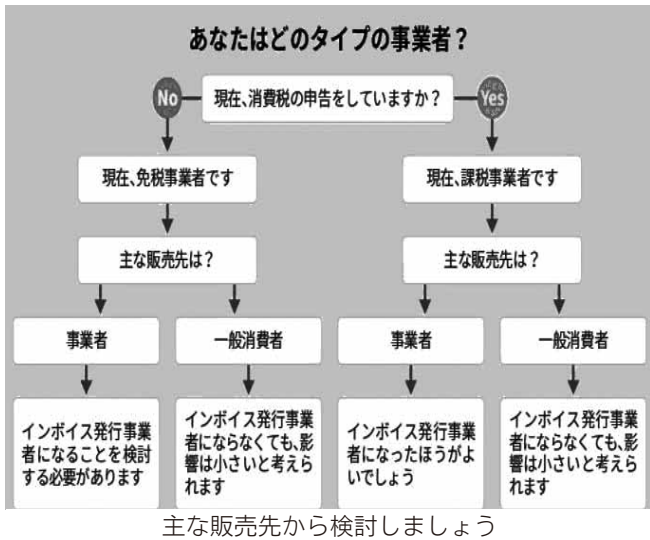 あなたはどのタイプの事業者？
No
現在、消費税の申告をしていますか？
Yes
現在、免税事業者です
現在、課税事業者です
主な販売先は？
主な販売先は？
事業者
一般消費者
事業者
一般消費者
インボイス発行事業
者になることを検討
する必要があります
インボイス発行事業
者にならなくても、影
響は小さいと考えら
れます
インボイス発行事業
者になったほうがよ
いでしょう
インボイス発行事業
者にならなくても、影
響は小さいと考えら
れます
主な販売先から検討しましょう